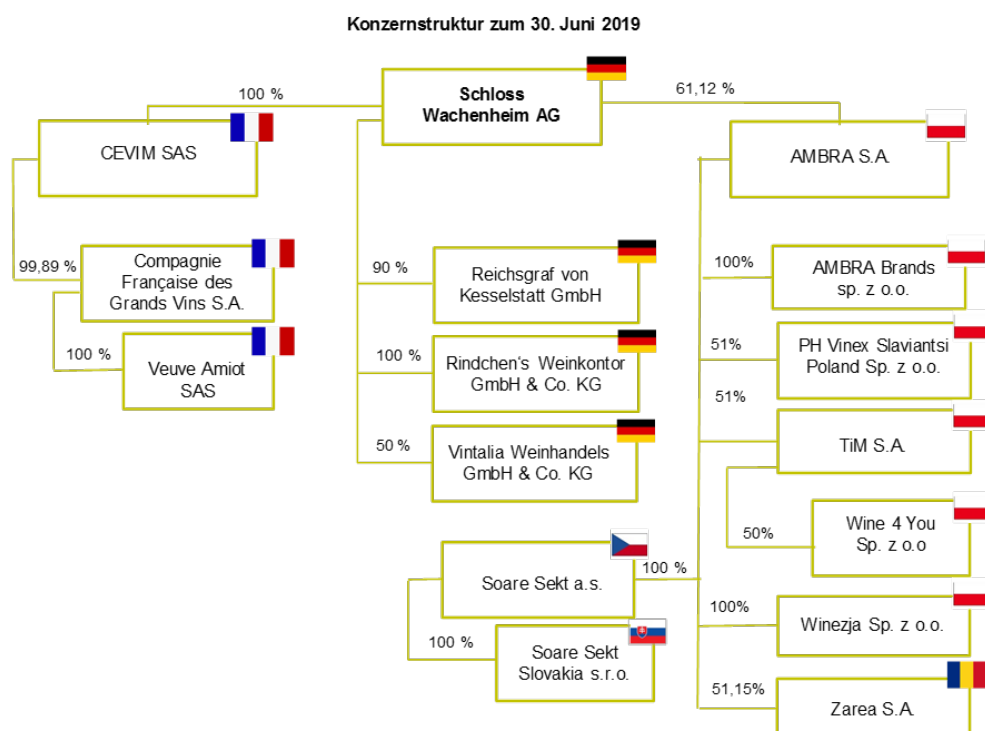 Konzernstruktur zum 30. Juni 2019
Schloss
Wachenheim AG
100 %
61,12 %
CEVIM SAS
AMBRA S.A.
99,89 %
Compagnie
Française des
Grands Vins S.A.
100 %
Veuve Amiot
SAS
90 %
Reichsgraf von
Kesselstatt GmbH
100 %
Rindchen's Weinkontor
GmbH & Co. KG
50 %
Vintalia Weinhandels
GmbH & Co. KG
100%
AMBRA Brands
sp. z o.o.
51%
PH Vinex Slaviantsi
Poland Sp. z o.o.
51%
TiM S.A.
50%
Wine 4 You
Sp. z o.o
Soare Sekt a.s.
100 %
100 %
Soare Sekt
Slovakia s.r.o.
100%
Winezja Sp. z o.o.
51,15%
Zarea S.A.